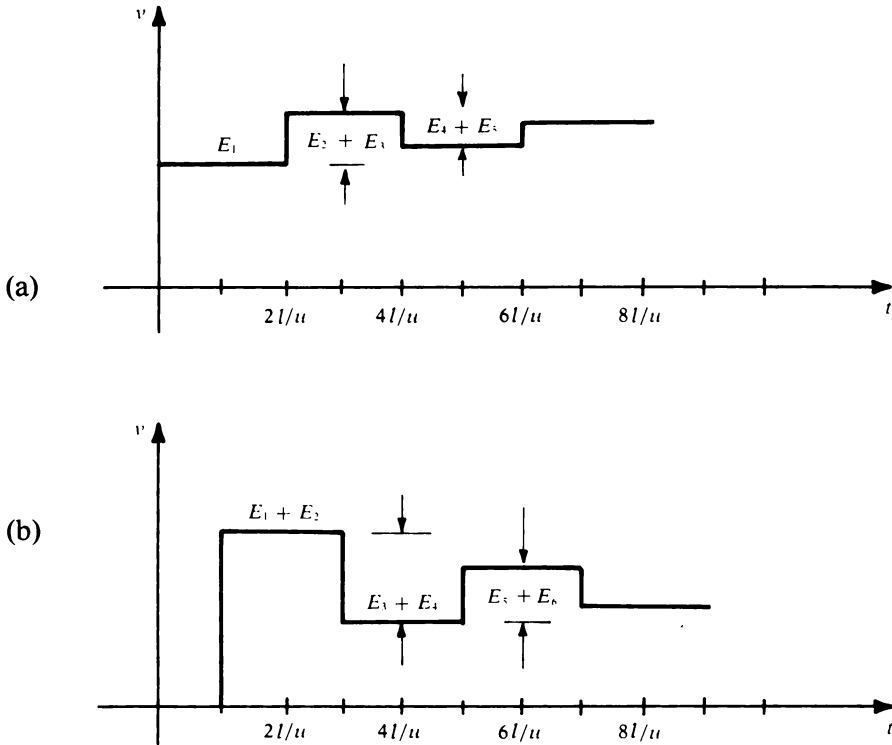 v
E₄ + E₅
E₁
E₂ + E₃
(a)
2l/u 4l/u 6l/u 8l/u
t
v
E₁ + E₂
(b)
E₃ + E₄
E₅ + E₆
2l/u 4l/u 6l/u 8l/u
t